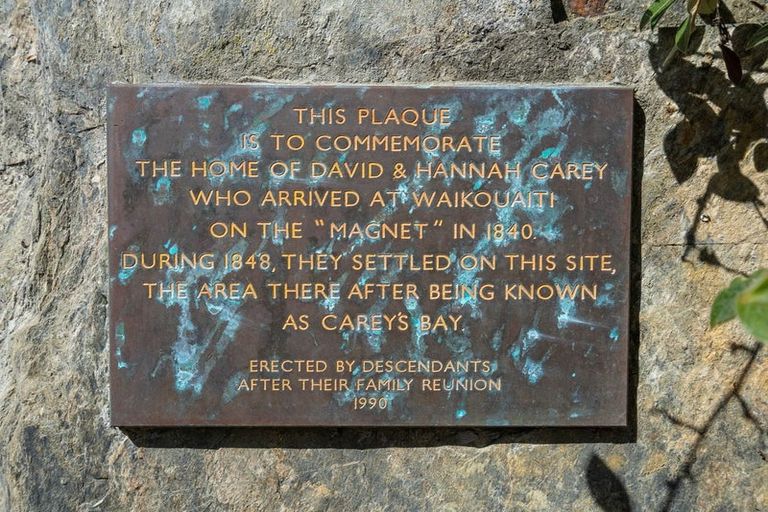 THIS PLAQUE
IS TO COMMEMORATE
THE HOME OF DAVID & HANNAH CAREY
WHO ARRIVED AT WAIKOUAITI
ON THE "MAGNET" IN 1840.
DURING 1848, THEY SETTLED ON THIS SITE,
THE AREA THERE AFTER BEING KNOWN
AS CAREY'S BAY.
ERECTED BY DESCENDANTS
AFTER THEIR FAMILY REUNION
1990